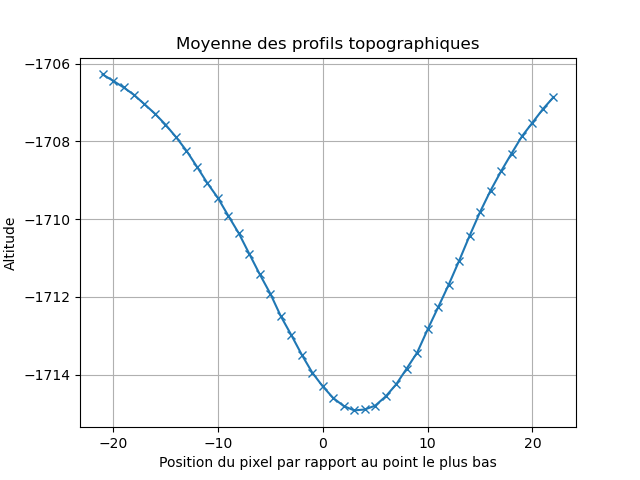 Moyenne des profils topographiques
−1706
−1708
−1710
−1712
−1714
Altitude
−20 −10 0 10 20
Position du pixel par rapport au point le plus bas